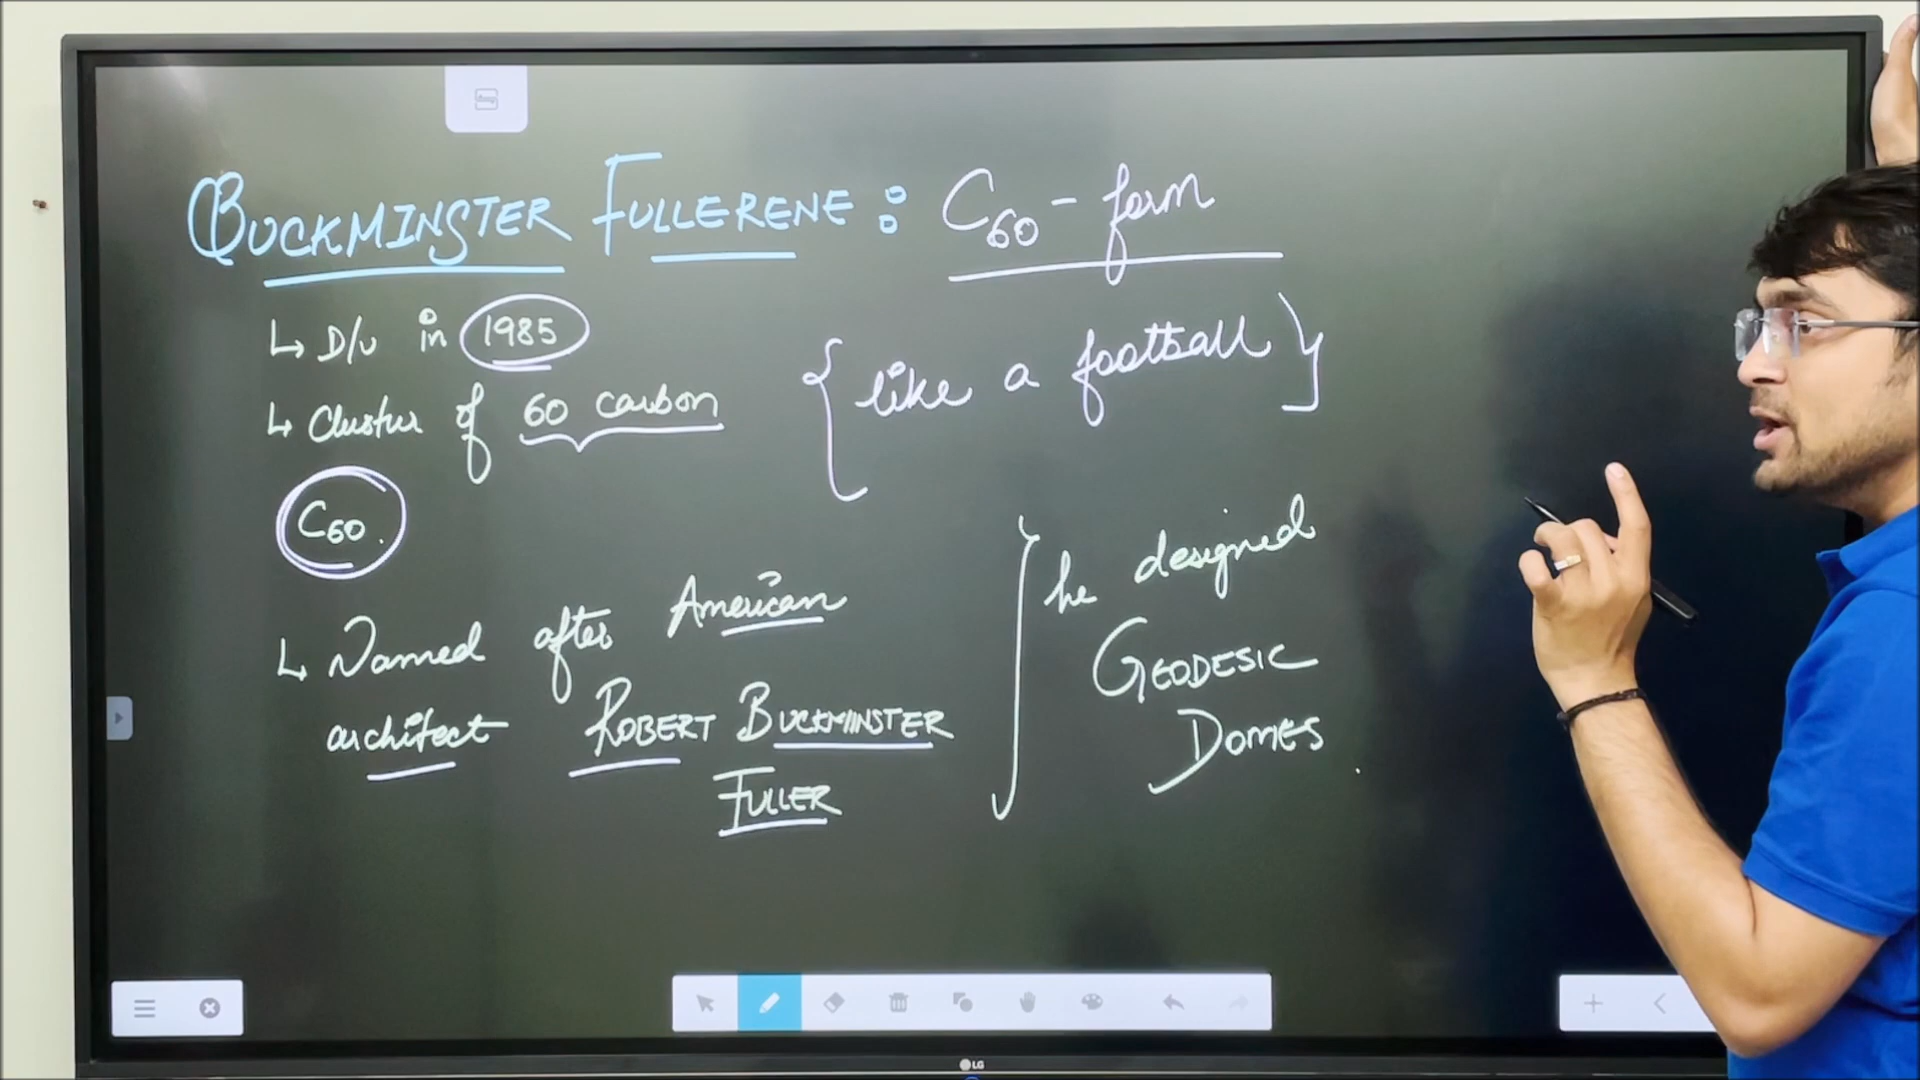 BUCKMINSTER FULLERENE : C60 - form
↳ D/v in 1985
{ like a football }
↳ Cluster of 60 carbon
C60.
↳ Named after American
architect ROBERT BUCKMINSTER
FULLER
he designed
GEODESIC
DOMES
LG